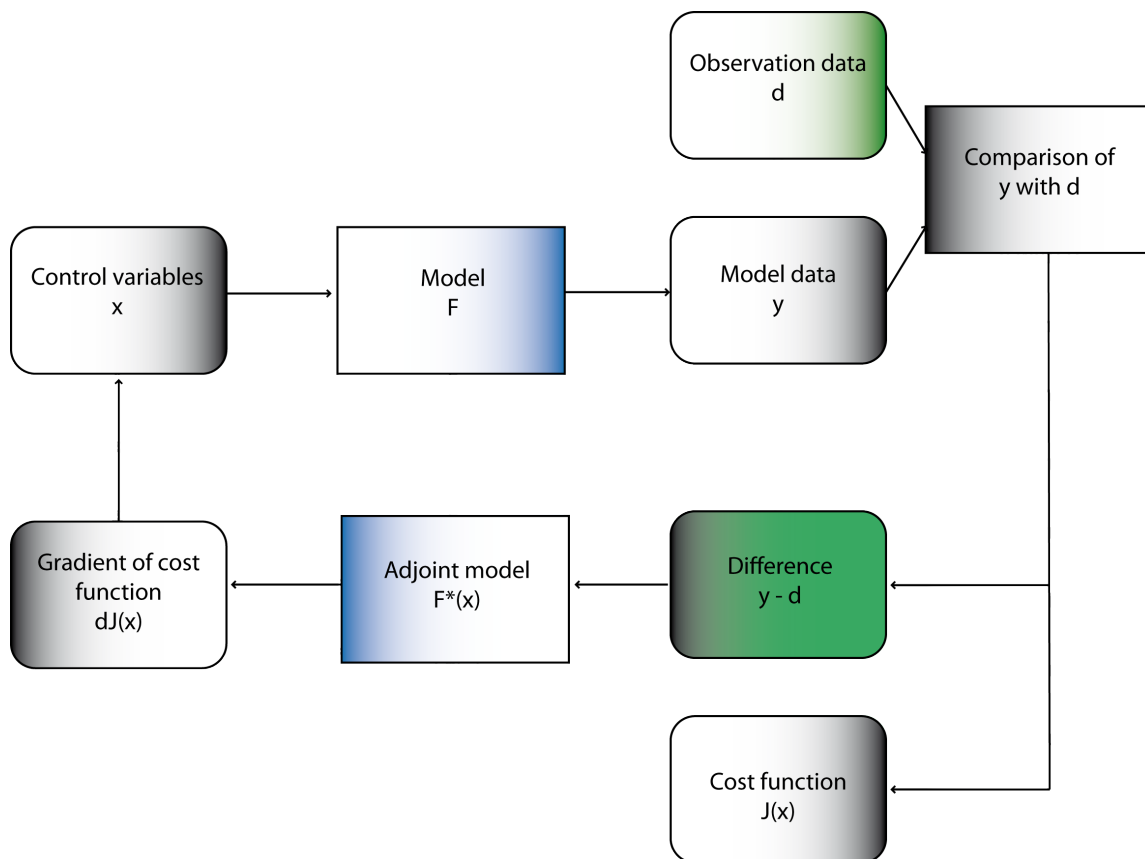 Observation data
d
Comparison of
y with d
Control variables
x
Model
F
Model data
y
Gradient of cost
function
dJ(x)
Adjoint model
F*(x)
Difference
y - d
Cost function
J(x)